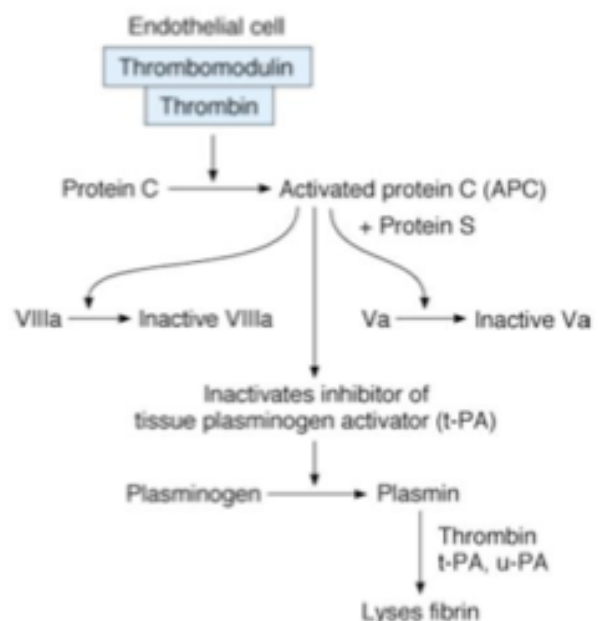 Endothelial cell
Thrombomodulin
Thrombin
Protein C
Activated protein C (APC)
+ Protein S
VIIIa
Inactive VIIIa
Va
Inactive Va
Inactivates inhibitor of
tissue plasminogen activator (t-PA)
Plasminogen
Plasmin
Thrombin
t-PA, u-PA
Lyses fibrin